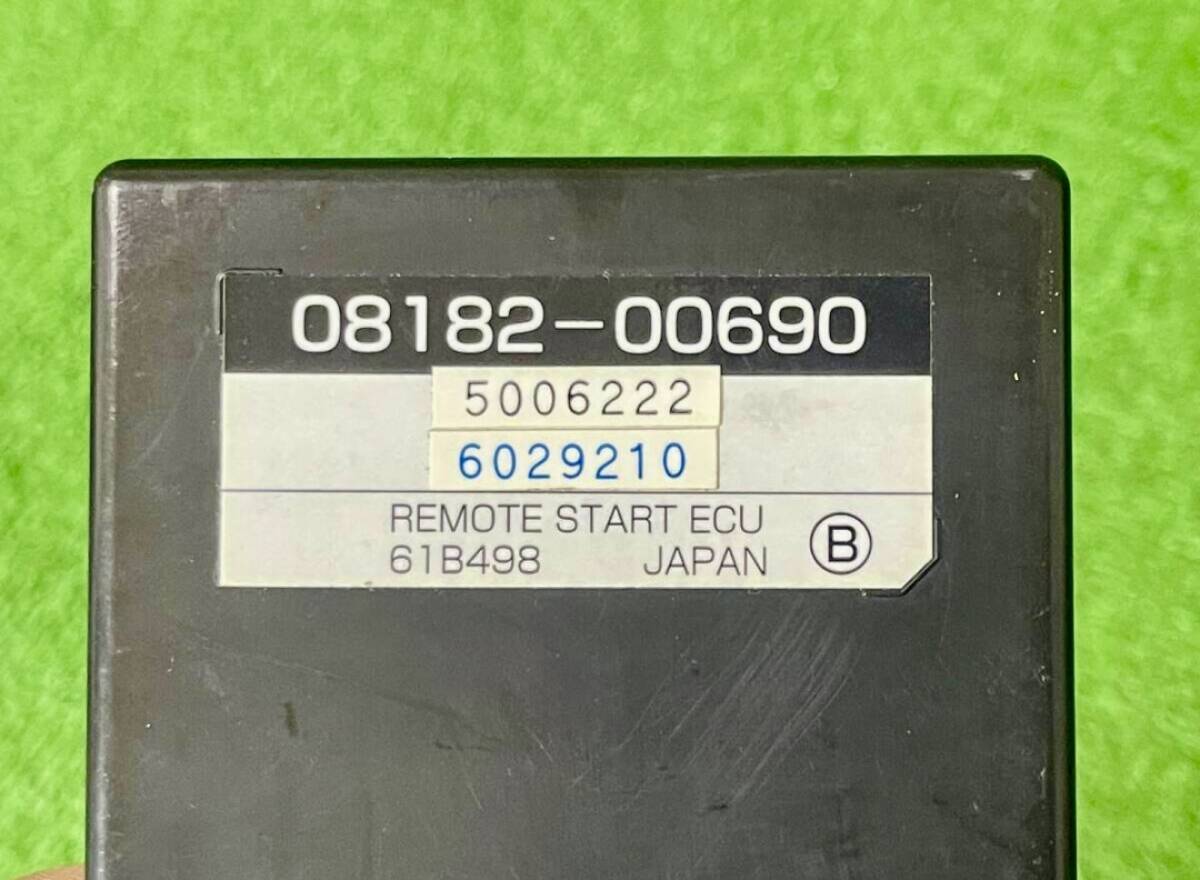 08182-00690
5006222
6029210
REMOTE START ECU
61B498 JAPAN B